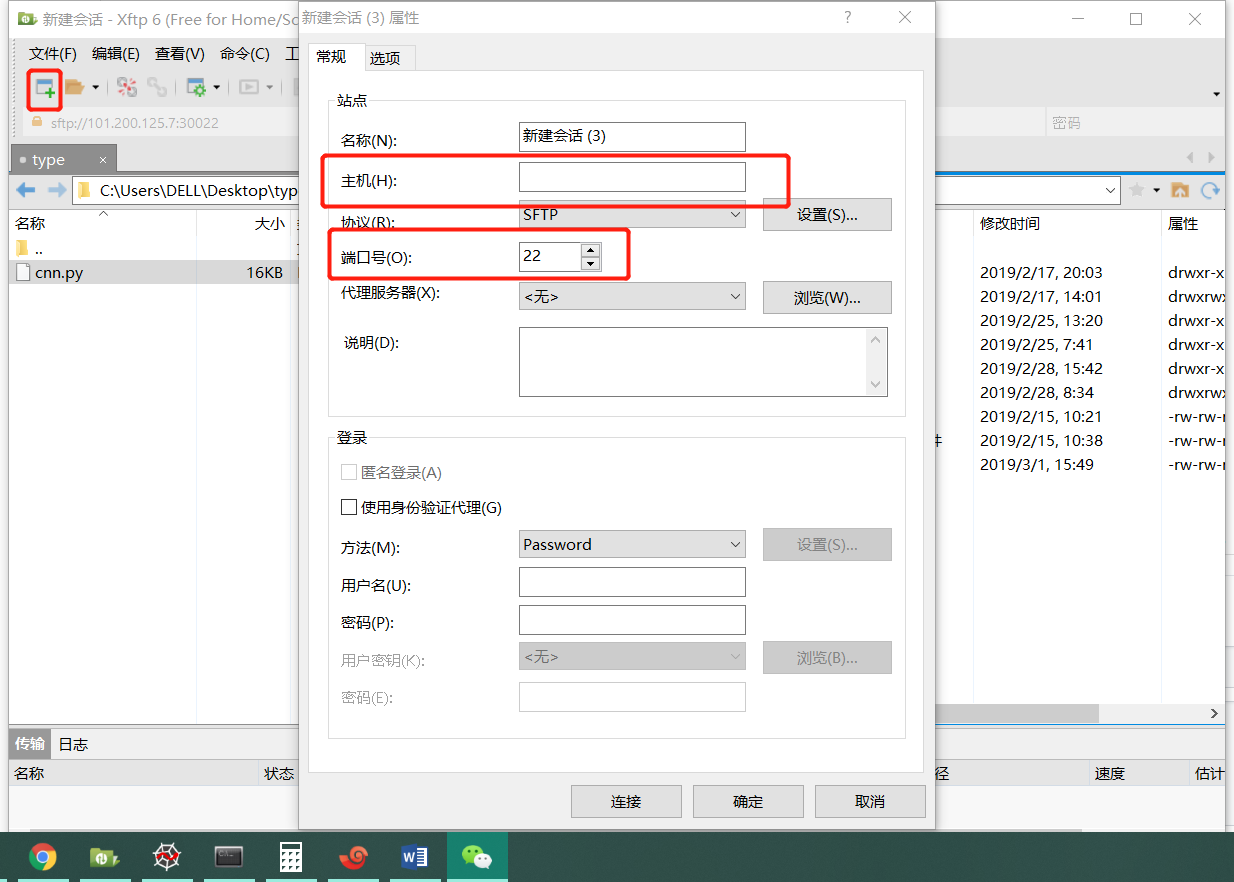 新建会话 - Xftp 6 (Free for Home/Sc
新建会话 (3) 属性
文件(F) 编辑(E) 查看(V) 命令(C) 工
常规 选项
sftp://101.200.125.7:30022
密码
type
C:\Users\DELL\Desktop\typ
名称 大小
..
cnn.py 16KB
站点
名称(N): 新建会话 (3)
主机(H):
协议(R): SFTP 设置(S)...
端口号(O): 22
代理服务器(X): <无> 浏览(W)...
说明(D):
登录
匿名登录(A)
使用身份验证代理(G)
方法(M): Password 设置(S)...
用户名(U):
密码(P):
用户密钥(K): <无> 浏览(B)...
密码(E):
连接 确定 取消
修改时间 属性
2019/2/17, 20:03 drwxr-x
2019/2/17, 14:01 drwxrwx
2019/2/25, 13:20 drwxr-x
2019/2/25, 7:41 drwxr-x
2019/2/28, 15:42 drwxr-x
2019/2/28, 8:34 drwxrwx
2019/2/15, 10:21 -rw-rw-r
件 2019/2/15, 10:38 -rw-rw-r
2019/3/1, 15:49 -rw-rw-r
传输 日志
名称 状态 径 速度 估计